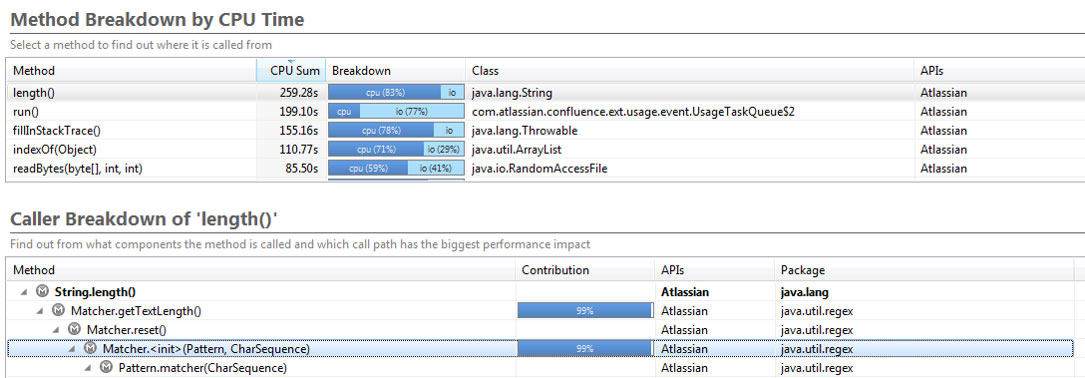 Method Breakdown by CPU Time
Select a method to find out where it is called from
Method CPU Sum Breakdown Class APIs
length() 259.28s cpu (83%) io java.lang.String Atlassian
run() 199.10s cpu io (77%) com.atlassian.confluence.ext.usage.event.UsageTaskQueue$2 Atlassian
fillInStackTrace() 155.16s cpu (78%) io java.lang.Throwable Atlassian
indexOf(Object) 110.77s cpu (71%) io (29%) java.util.ArrayList Atlassian
readBytes(byte[], int, int) 85.50s cpu (59%) io (41%) java.io.RandomAccessFile Atlassian
Caller Breakdown of 'length()'
Find out from what components the method is called and which call path has the biggest performance impact
Method Contribution APIs Package
M String.length() Atlassian java.lang
M Matcher.getTextLength() 99% Atlassian java.util.regex
M Matcher.reset() Atlassian java.util.regex
M Matcher.<init>(Pattern, CharSequence) 99% Atlassian java.util.regex
M Pattern.matcher(CharSequence) Atlassian java.util.regex